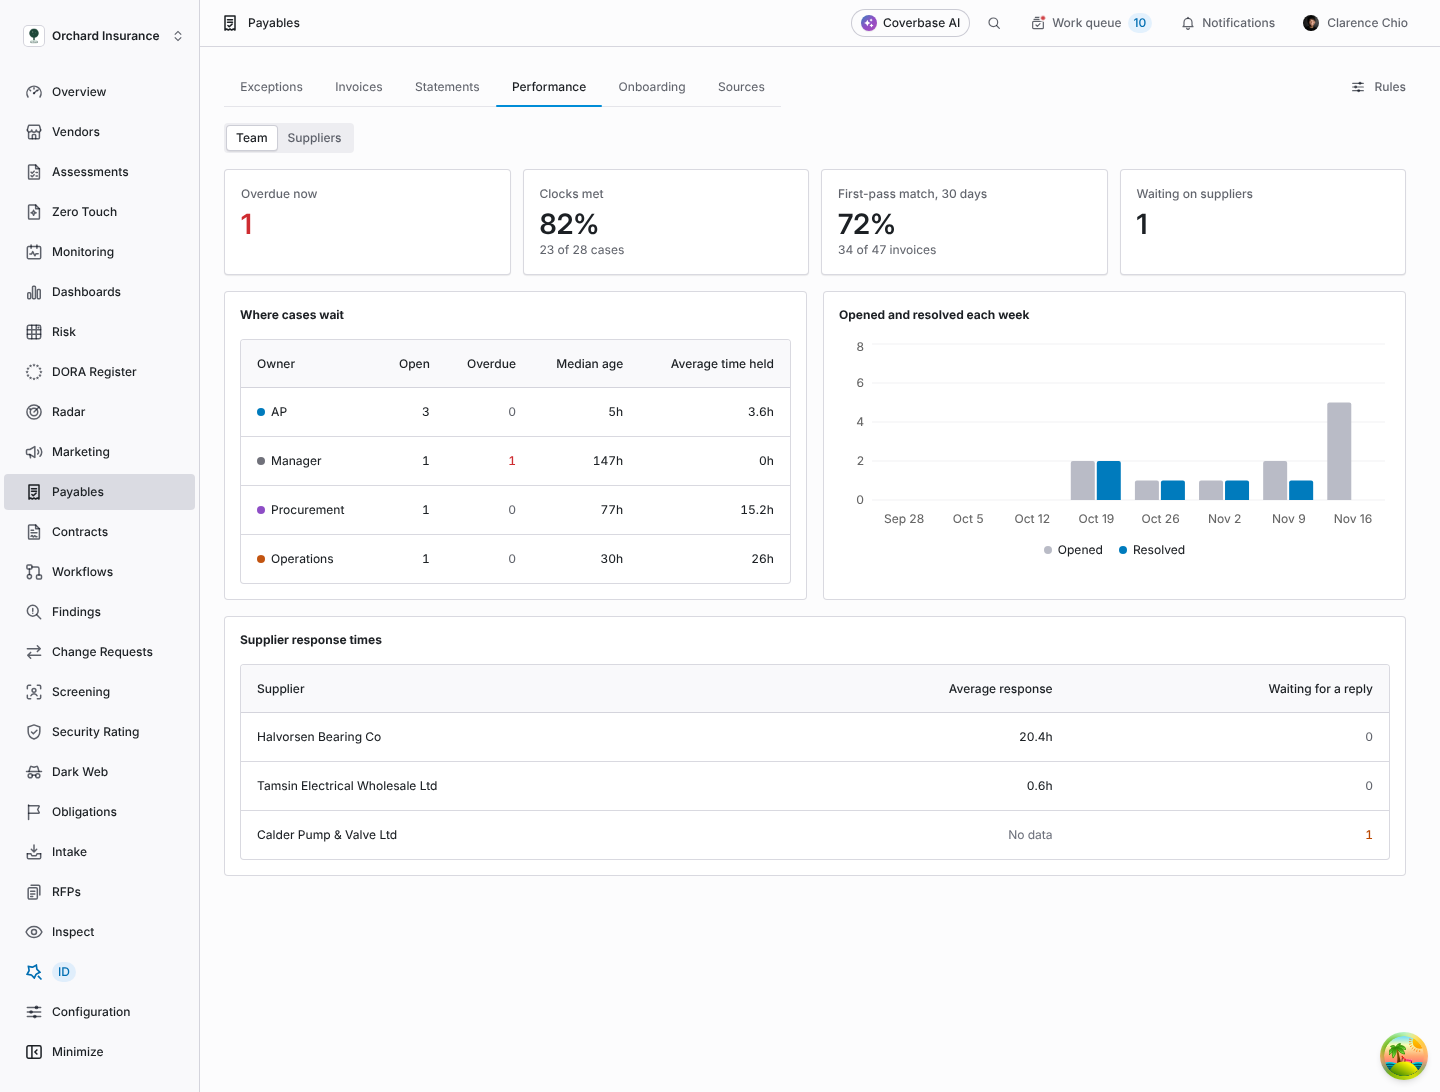 Orchard Insurance
Overview
Vendors
Assessments
Zero Touch
Monitoring
Dashboards
Risk
DORA Register
Radar
Marketing
Payables
Contracts
Workflows
Findings
Change Requests
Screening
Security Rating
Dark Web
Obligations
Intake
RFPs
Inspect
ID
Configuration
Minimize
Payables
Coverbase AI
Work queue 10
Notifications
Clarence Chio
Exceptions Invoices Statements Performance Onboarding Sources
Rules
Team Suppliers
Overdue now
1
Clocks met
82%
23 of 28 cases
First-pass match, 30 days
72%
34 of 47 invoices
Waiting on suppliers
1
Where cases wait
Owner Open Overdue Median age Average time held
AP 3 0 5h 3.6h
Manager 1 1 147h 0h
Procurement 1 0 77h 15.2h
Operations 1 0 30h 26h
Opened and resolved each week
8
6
4
2
0
Sep 28 Oct 5 Oct 12 Oct 19 Oct 26 Nov 2 Nov 9 Nov 16
Opened Resolved
Supplier response times
Supplier Average response Waiting for a reply
Halvorsen Bearing Co 20.4h 0
Tamsin Electrical Wholesale Ltd 0.6h 0
Calder Pump & Valve Ltd No data 1